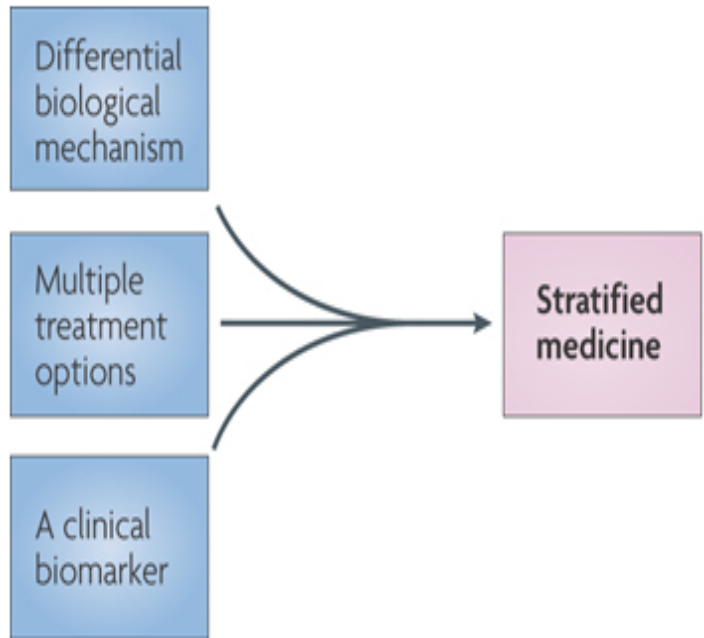 Differential
biological
mechanism
Multiple
treatment
options
Stratified
medicine
A clinical
biomarker